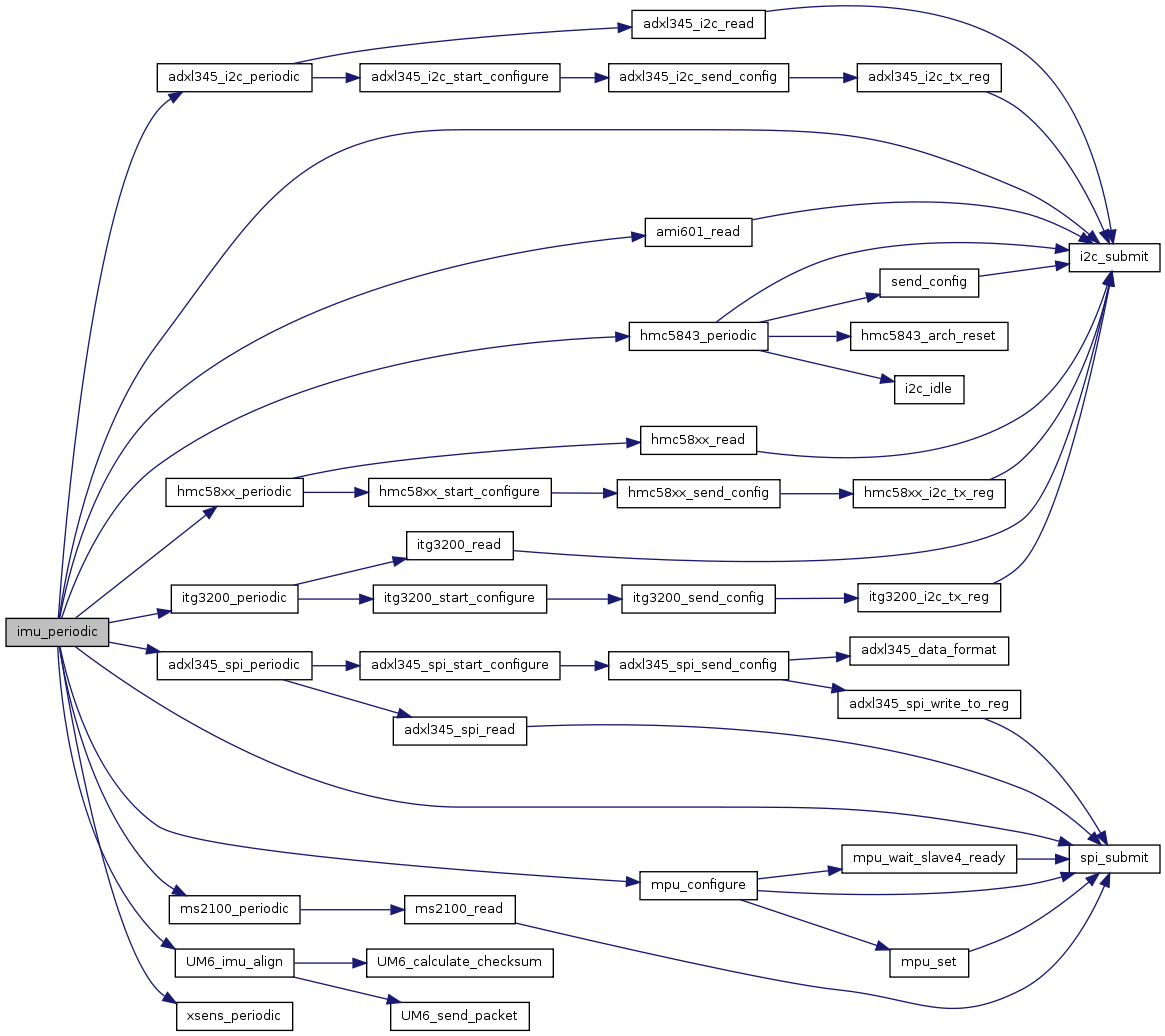 adxl345_i2c_read
adxl345_i2c_periodic
adxl345_i2c_start_configure
adxl345_i2c_send_config
adxl345_i2c_tx_reg
ami601_read
i2c_submit
send_config
hmc5843_periodic
hmc5843_arch_reset
i2c_idle
hmc58xx_read
hmc58xx_periodic
hmc58xx_start_configure
hmc58xx_send_config
hmc58xx_i2c_tx_reg
itg3200_read
itg3200_periodic
itg3200_start_configure
itg3200_send_config
itg3200_i2c_tx_reg
imu_periodic
adxl345_spi_periodic
adxl345_spi_start_configure
adxl345_spi_send_config
adxl345_data_format
adxl345_spi_write_to_reg
adxl345_spi_read
mpu_wait_slave4_ready
spi_submit
mpu_configure
ms2100_periodic
ms2100_read
UM6_imu_align
UM6_calculate_checksum
mpu_set
xsens_periodic
UM6_send_packet